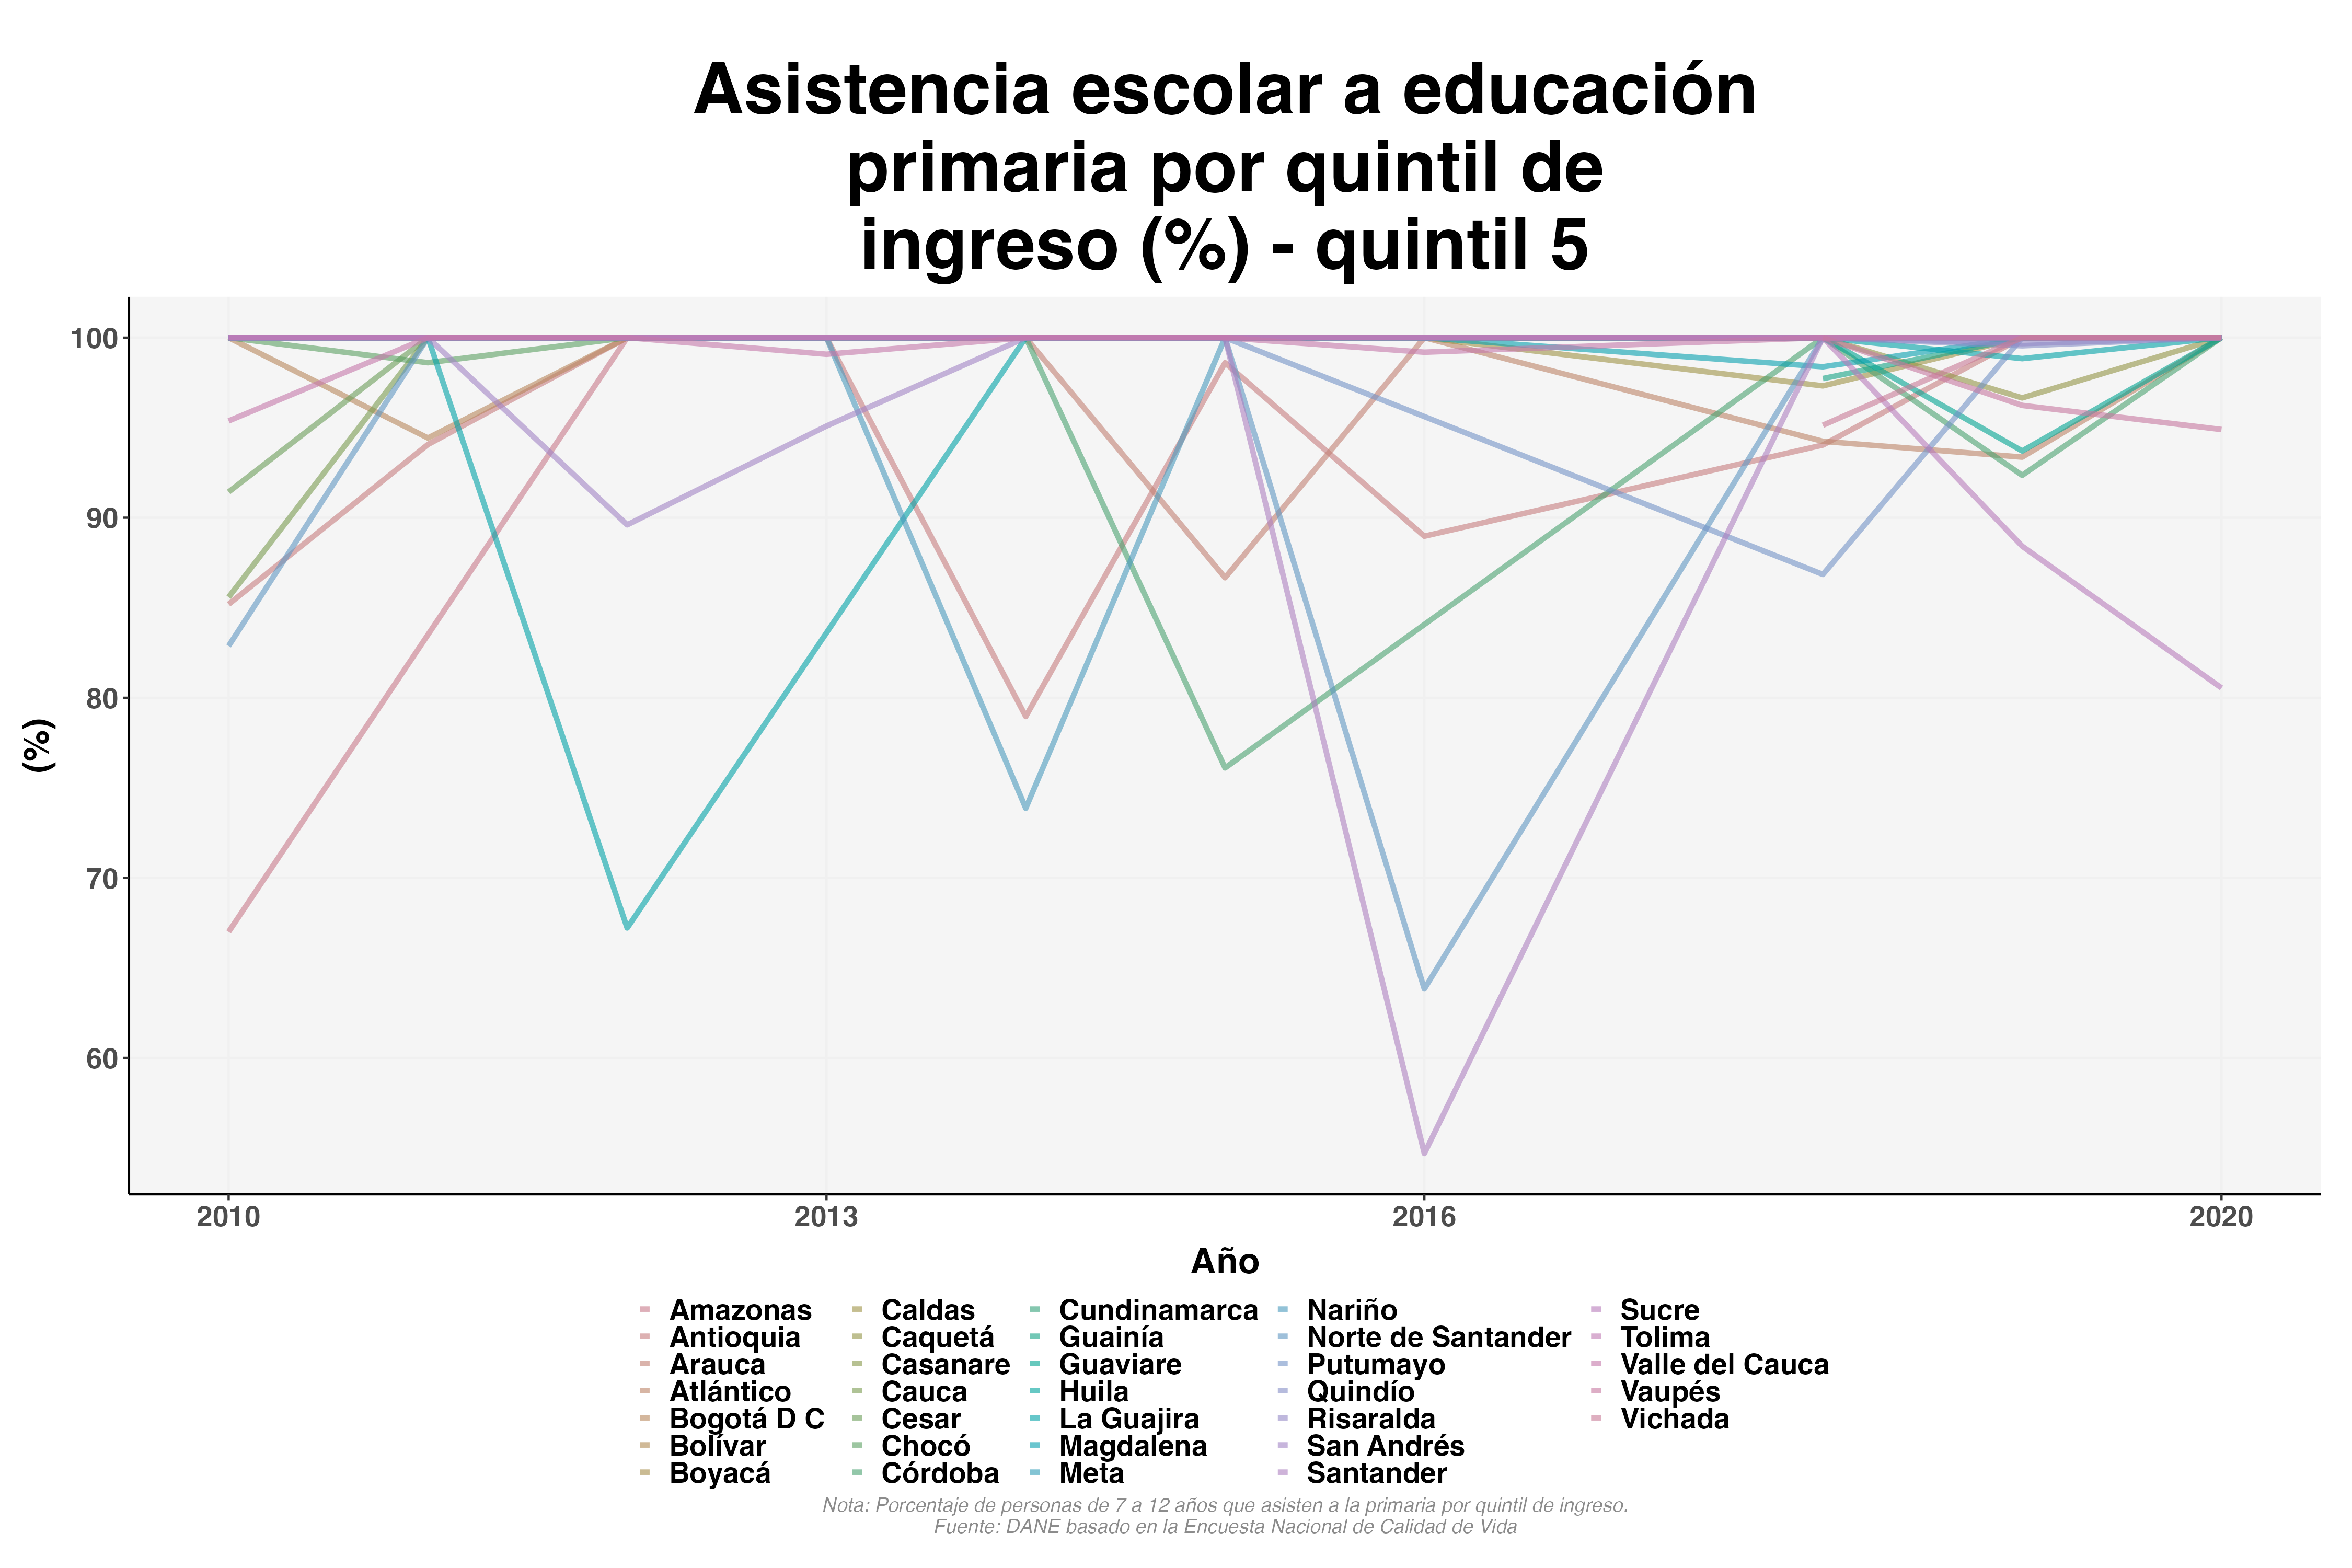 Asistencia escolar a educación
primaria por quintil de
ingreso (%) - quintil 5
100
90
80
70
60
(%)
2010 2013 2016 2020
Año
Amazonas Caldas Cundinamarca Nariño Sucre
Antioquia Caquetá Guainía Norte de Santander Tolima
Arauca Casanare Guaviare Putumayo Valle del Cauca
Atlántico Cauca Huila Quindío Vaupés
Bogotá D C Cesar La Guajira Risaralda Vichada
Bolívar Chocó Magdalena San Andrés
Boyacá Córdoba Meta Santander
Nota: Porcentaje de personas de 7 a 12 años que asisten a la primaria por quintil de ingreso.
Fuente: DANE basado en la Encuesta Nacional de Calidad de Vida